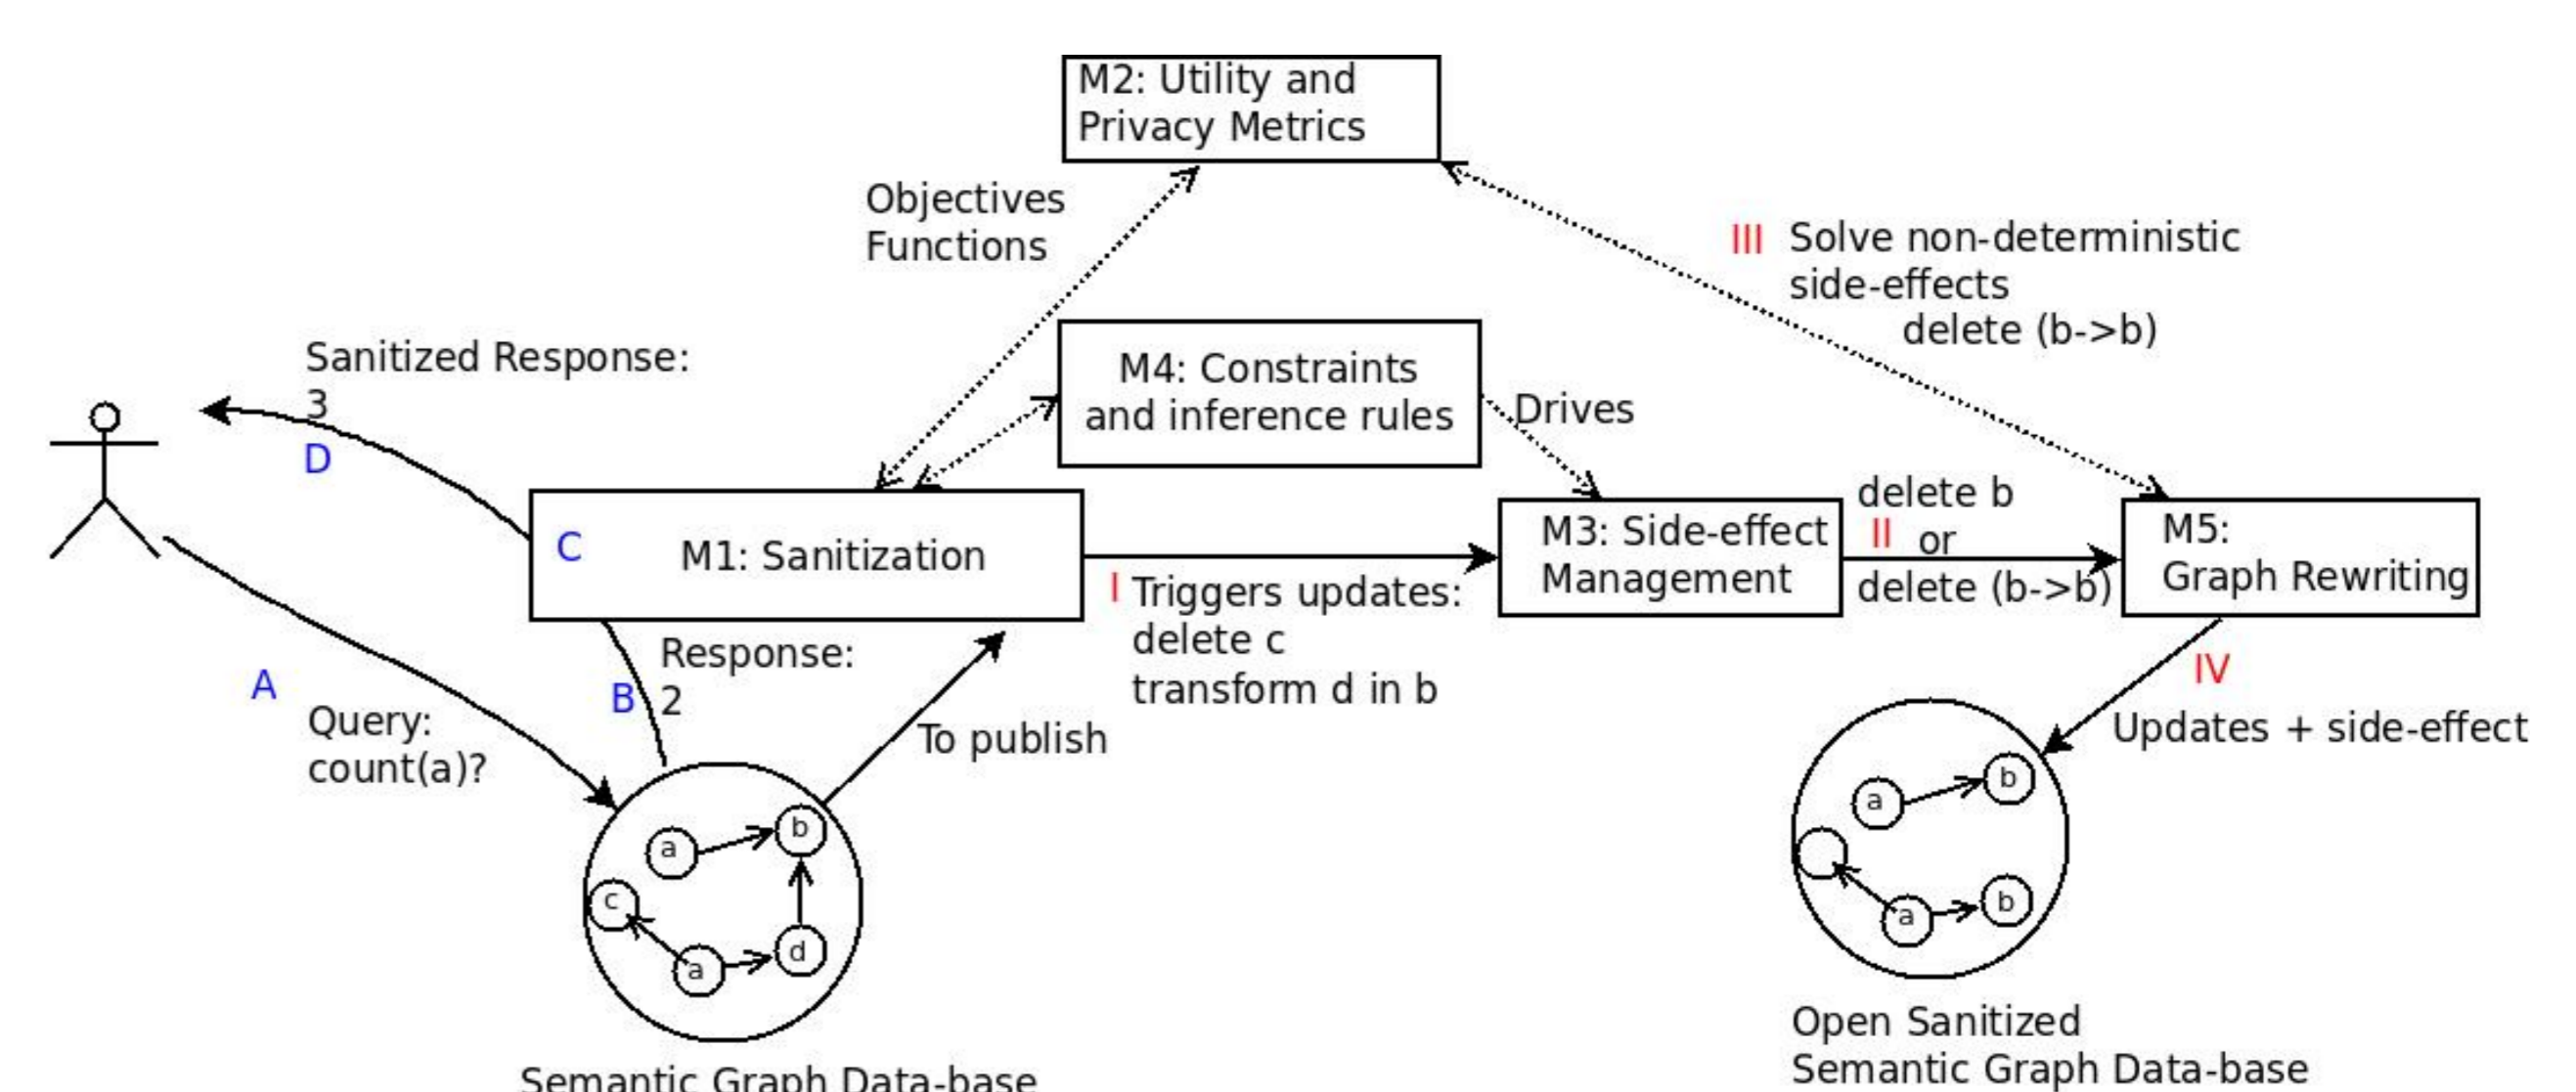 M2: Utility and
Privacy Metrics
Objectives
Functions
III Solve non-deterministic
side-effects
delete (b->b)
Sanitized Response:
3
D
M4: Constraints
and inference rules
Drives
C
M1: Sanitization
M3: Side-effect
Management
delete b
II or
delete (b->b)
M5:
Graph Rewriting
I Triggers updates:
delete c
transform d in b
Response:
B 2
A
Query:
count(a)?
To publish
IV
Updates + side-effect
a
b
c
a
d
a
b
a
b
Semantic Graph Data-base
Open Sanitized
Semantic Graph Data-base